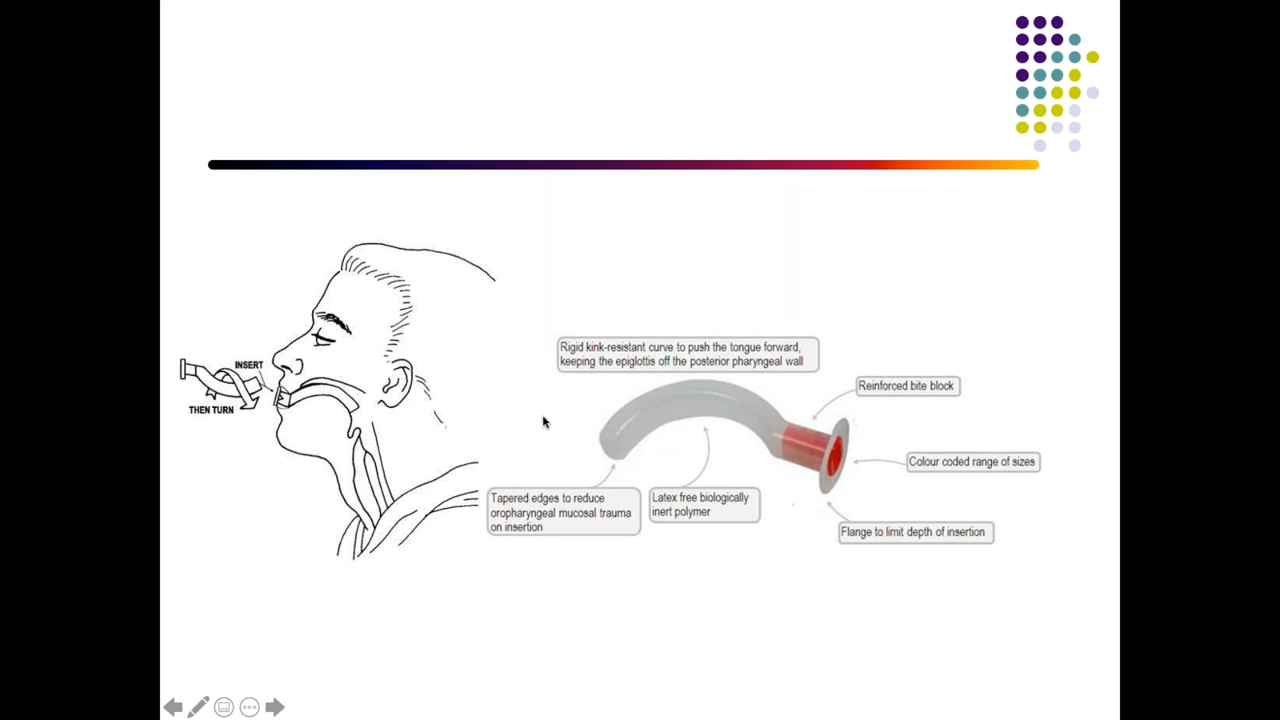 INSERT
THEN TURN
Rigid kink-resistant curve to push the tongue forward,
keeping the epiglottis off the posterior pharyngeal wall
Reinforced bite block
Colour coded range of sizes
Tapered edges to reduce
oropharyngeal mucosal trauma
on insertion
Latex free biologically
inert polymer
Flange to limit depth of insertion